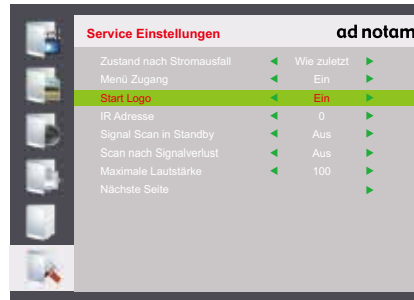 Service Einstellungen
ad notam
Zustand nach Stromausfall Wie zuletzt
Menü Zugang Ein
Start Logo Ein
IR Adresse 0
Signal Scan in Standby Aus
Scan nach Signalverlust Aus
Maximale Lautstärke 100
Nächste Seite